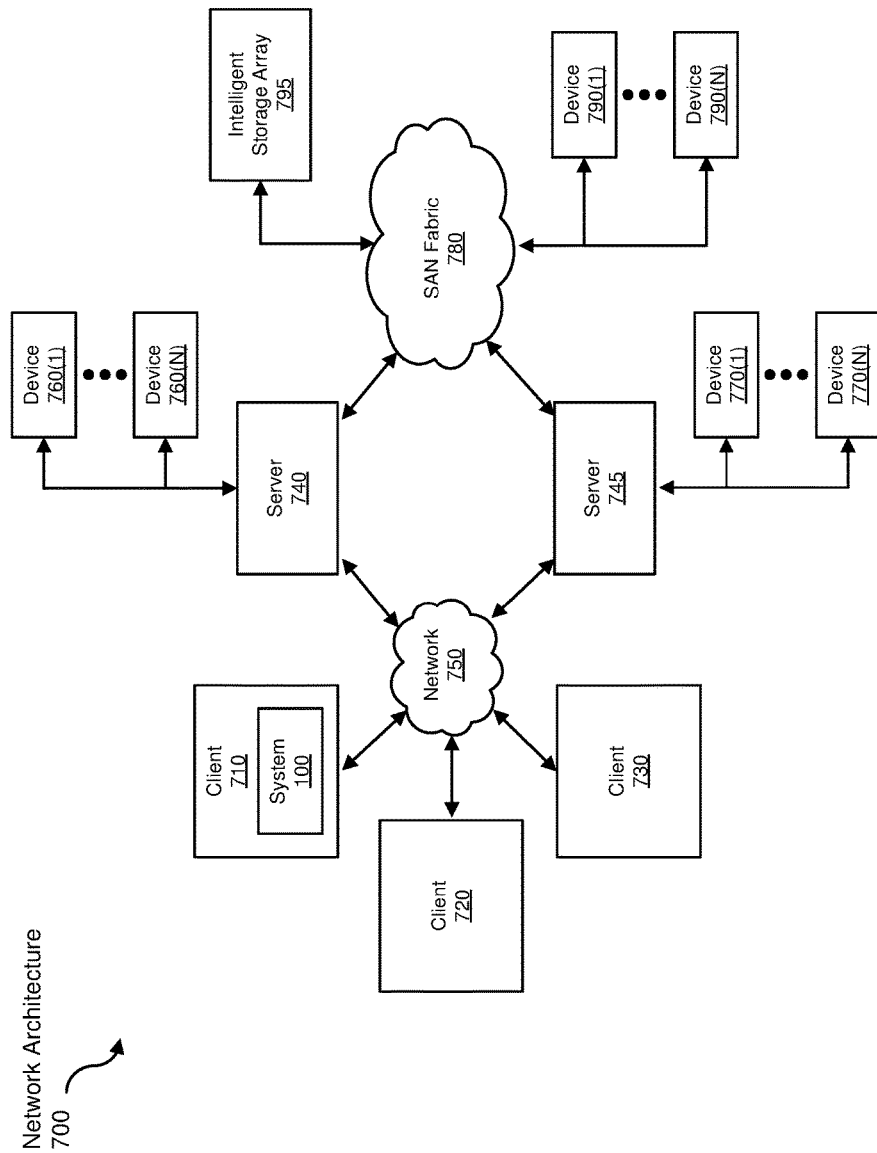 Network Architecture
700
Client
710
System
100
Client
720
Client
730
Network
750
Server
740
Server
745
Device
760(1)
Device
760(N)
Device
770(1)
Device
770(N)
SAN Fabric
780
Intelligent
Storage Array
795
Device
790(1)
Device
790(N)